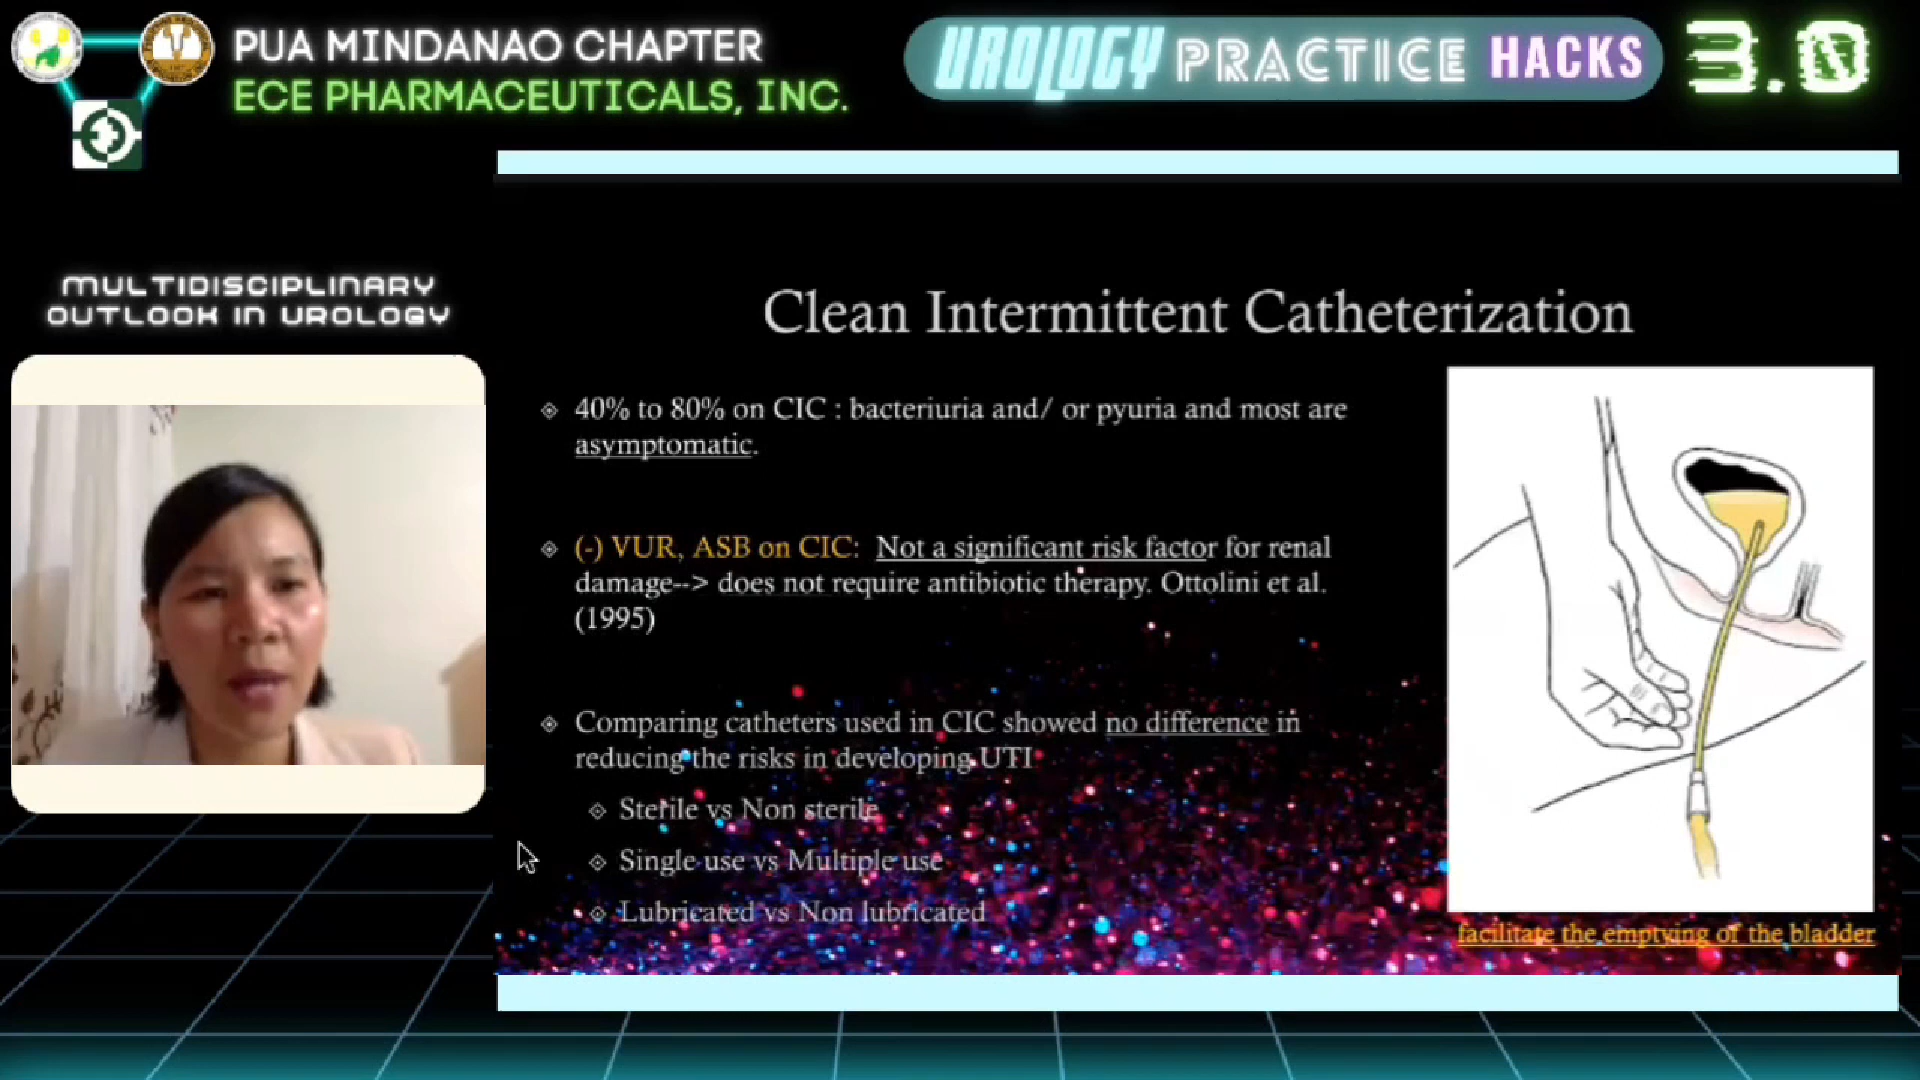 PUA MINDANAO CHAPTER
ECE PHARMACEUTICALS, INC.
UROLOGY PRACTICE HACKS 3.0
MULTIDISCIPLINARY
OUTLOOK IN UROLOGY
Clean Intermittent Catheterization
40% to 80% on CIC : bacteriuria and/ or pyuria and most are
asymptomatic.
(-) VUR, ASB on CIC: Not a significant risk factor for renal
damage--> does not require antibiotic therapy. Ottolini et al.
(1995)
Comparing catheters used in CIC showed no difference in
reducing the risks in developing UTI
Sterile vs Non sterile
Single use vs Multiple use
Lubricated vs Non lubricated
facilitate the emptying of the bladder